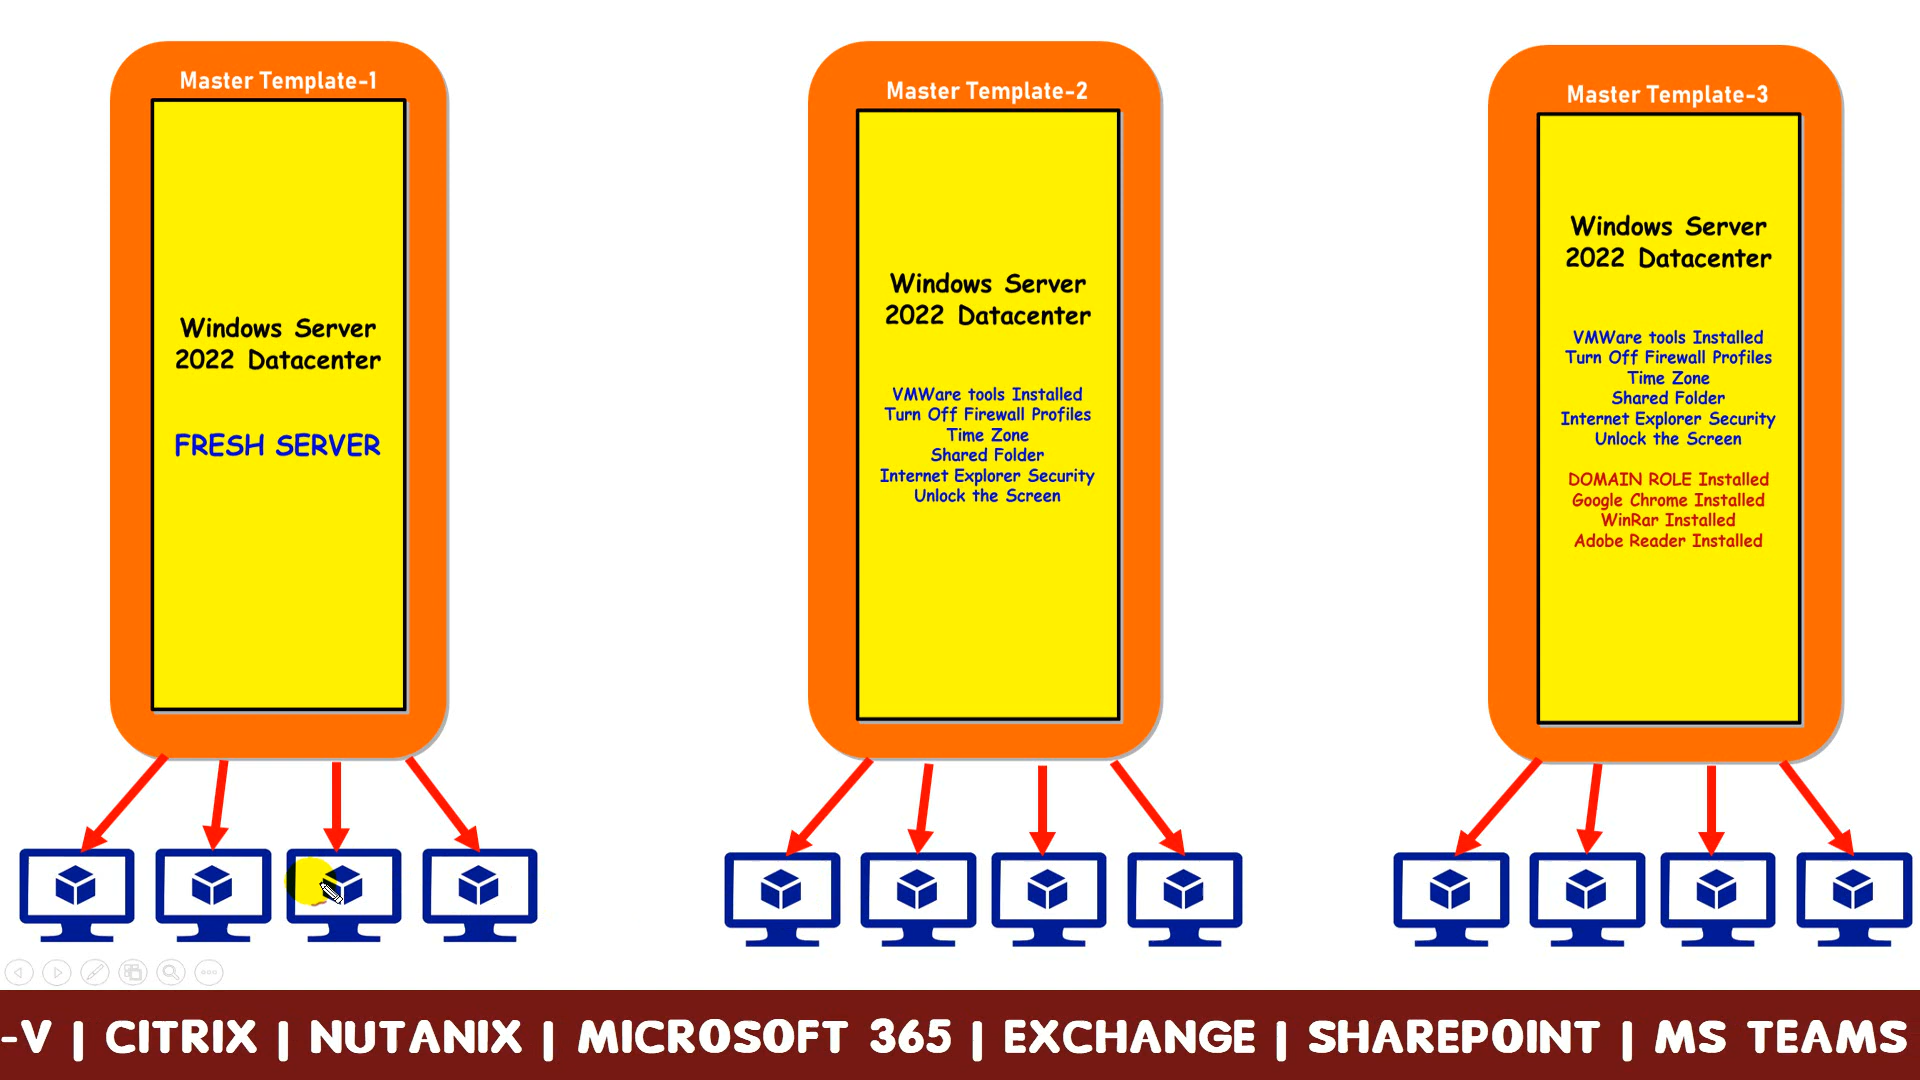 Master Template-1
Windows Server
2022 Datacenter
FRESH SERVER
Master Template-2
Windows Server
2022 Datacenter
VMWare tools Installed
Turn Off Firewall Profiles
Time Zone
Shared Folder
Internet Explorer Security
Unlock the Screen
Master Template-3
Windows Server
2022 Datacenter
VMWare tools Installed
Turn Off Firewall Profiles
Time Zone
Shared Folder
Internet Explorer Security
Unlock the Screen
DOMAIN ROLE Installed
Google Chrome Installed
WinRar Installed
Adobe Reader Installed
-V | CITRIX | NUTANIX | MICROSOFT 365 | EXCHANGE | SHAREPOINT | MS TEAMS